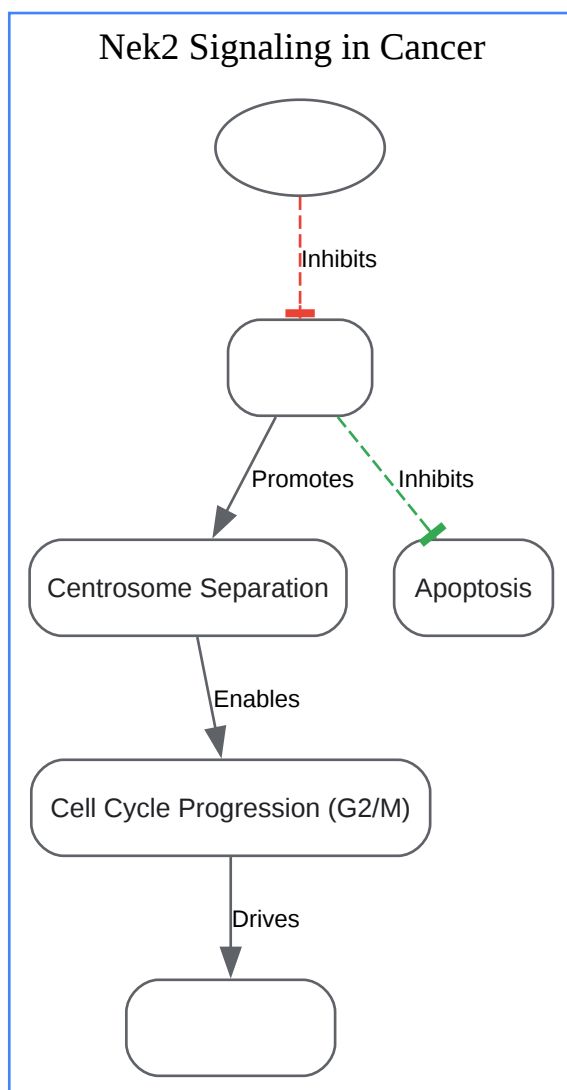 Nek2 Signaling in Cancer
Inhibits
Promotes
Inhibits
Centrosome Separation
Apoptosis
Enables
Cell Cycle Progression (G2/M)
Drives